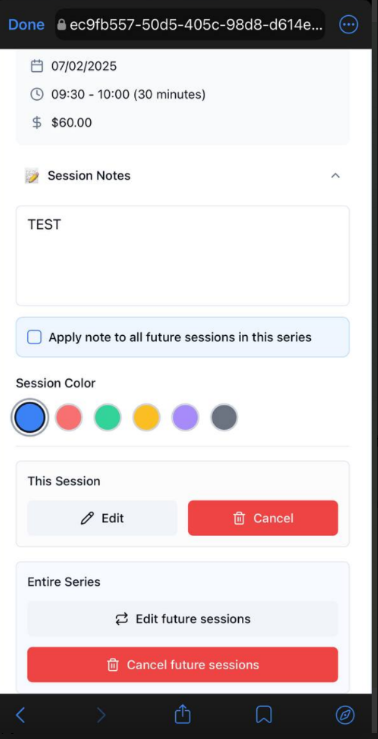 Done ec9fb557-50d5-405c-98d8-d614e...
07/02/2025
09:30 - 10:00 (30 minutes)
$60.00
Session Notes
TEST
Apply note to all future sessions in this series
Session Color
This Session
Edit Cancel
Entire Series
Edit future sessions
Cancel future sessions